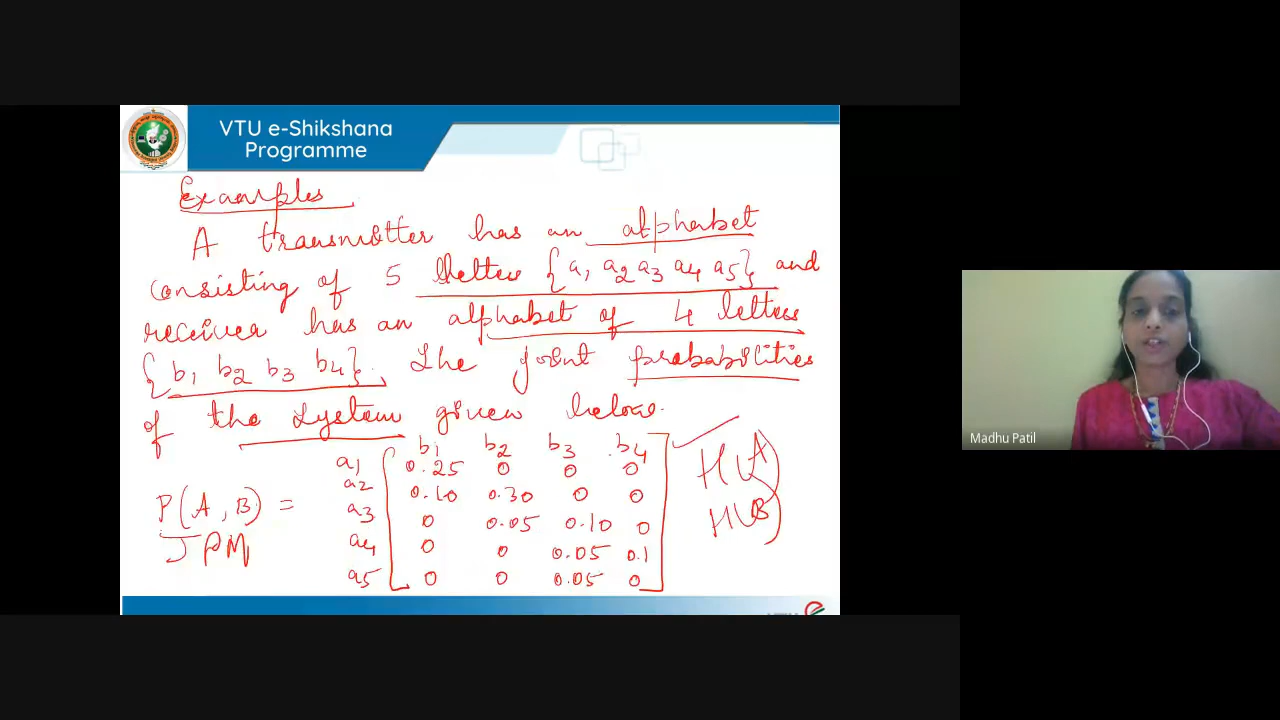 VTU e-Shikshana
Programme
Examples
A transmitter has an alphabet
consisting of 5 letter {a1 a2 a3 a4 a5} and
receiver has an alphabet of 4 letters
{b1 b2 b3 b4}. The joint probabilities
of the system given below.
b1 b2 b3 b4
a1 0.25 0 0 0
a2 0.10 0.30 0 0
a3 0 0.05 0.10 0
a4 0 0 0.05 0.1
a5 0 0 0.05 0
P(A, B) =
JPM
H(A)
H(B)
Madhu Patil